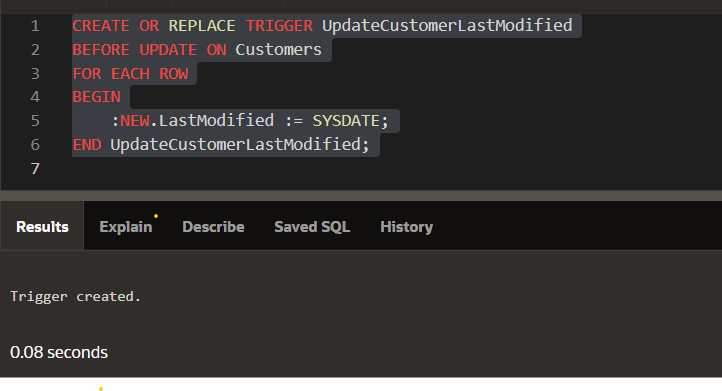 1 CREATE OR REPLACE TRIGGER UpdateCustomerLastModified
2 BEFORE UPDATE ON Customers
3 FOR EACH ROW
4 BEGIN
5     :NEW.LastModified := SYSDATE;
6 END UpdateCustomerLastModified;
7
Results Explain Describe Saved SQL History
Trigger created.
0.08 seconds